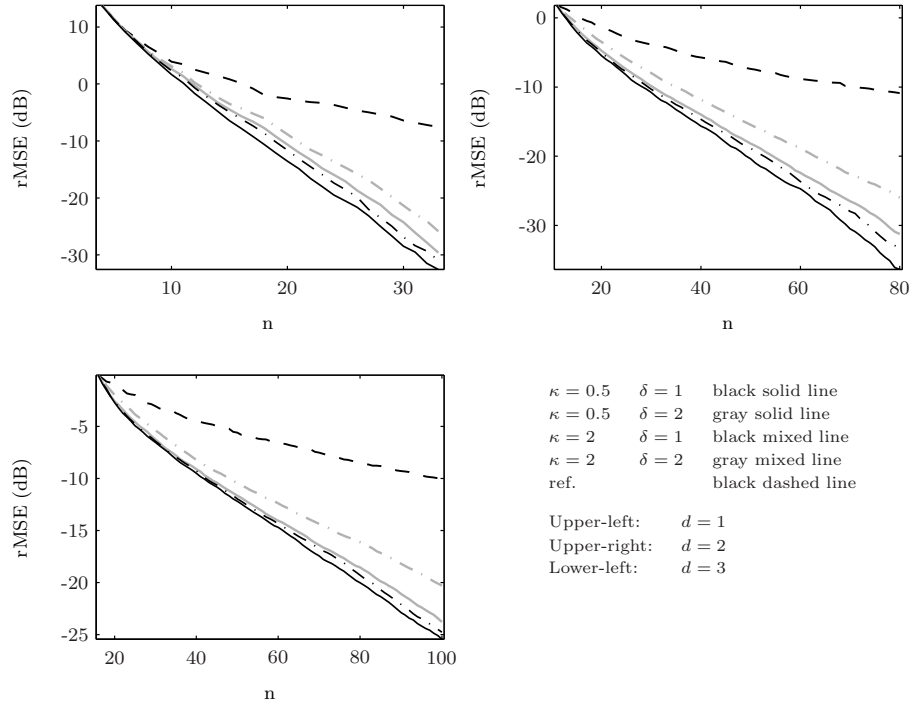 10
0
-10
-20
-30
rMSE (dB)
10 20 30
n
0
-10
-20
-30
rMSE (dB)
20 40 60 80
n
-5
-10
-15
-20
-25
rMSE (dB)
20 40 60 80 100
n
κ = 0.5 δ = 1 black solid line
κ = 0.5 δ = 2 gray solid line
κ = 2 δ = 1 black mixed line
κ = 2 δ = 2 gray mixed line
ref. black dashed line
Upper-left: d = 1
Upper-right: d = 2
Lower-left: d = 3